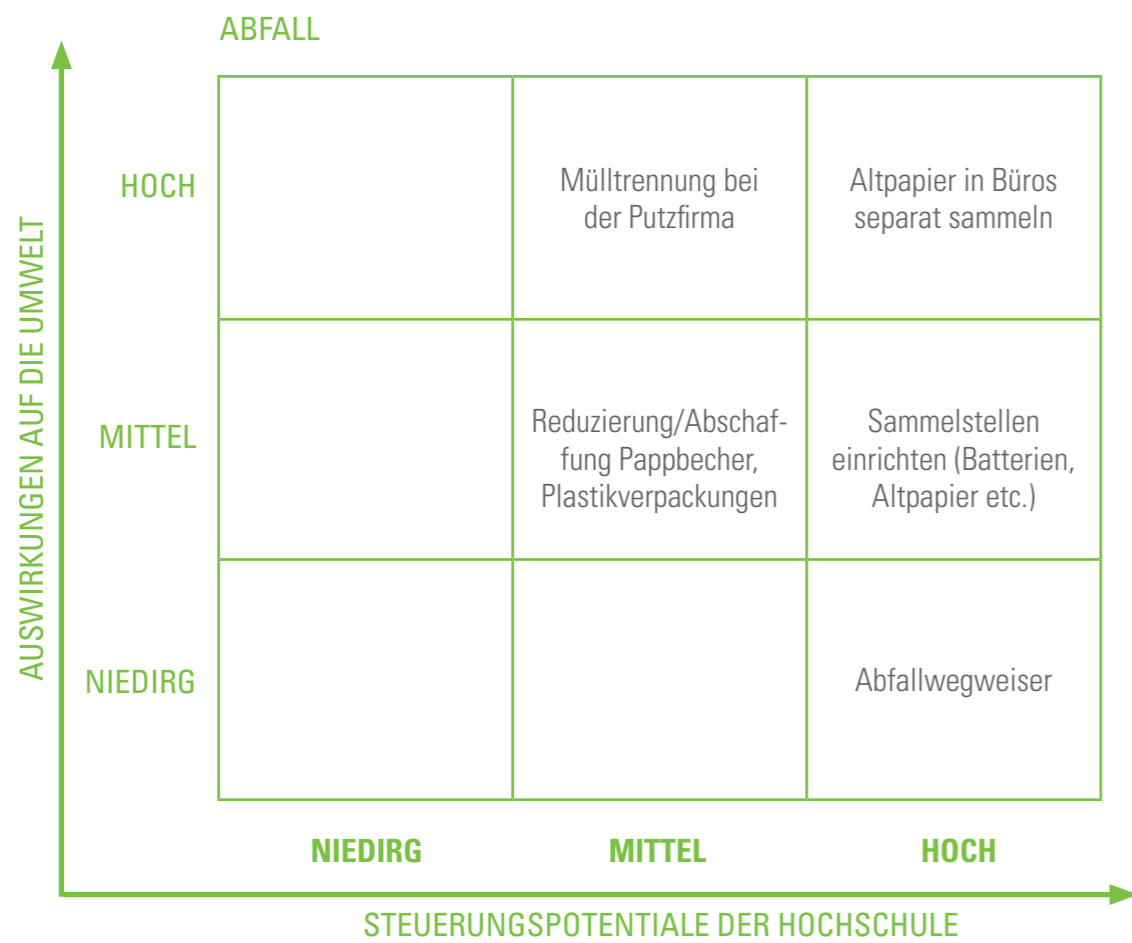 ABFALL
AUSWIRKUNGEN AUF DIE UMWELT
HOCH
Mülltrennung bei
der Putzfirma
Altpapier in Büros
separat sammeln
MITTEL
Reduzierung/Abschaf-
fung Pappbecher,
Plastikverpackungen
Sammelstellen
einrichten (Batterien,
Altpapier etc.)
NIEDIRG
Abfallwegweiser
NIEDIRG
MITTEL
HOCH
STEUERUNGSPOTENTIALE DER HOCHSCHULE